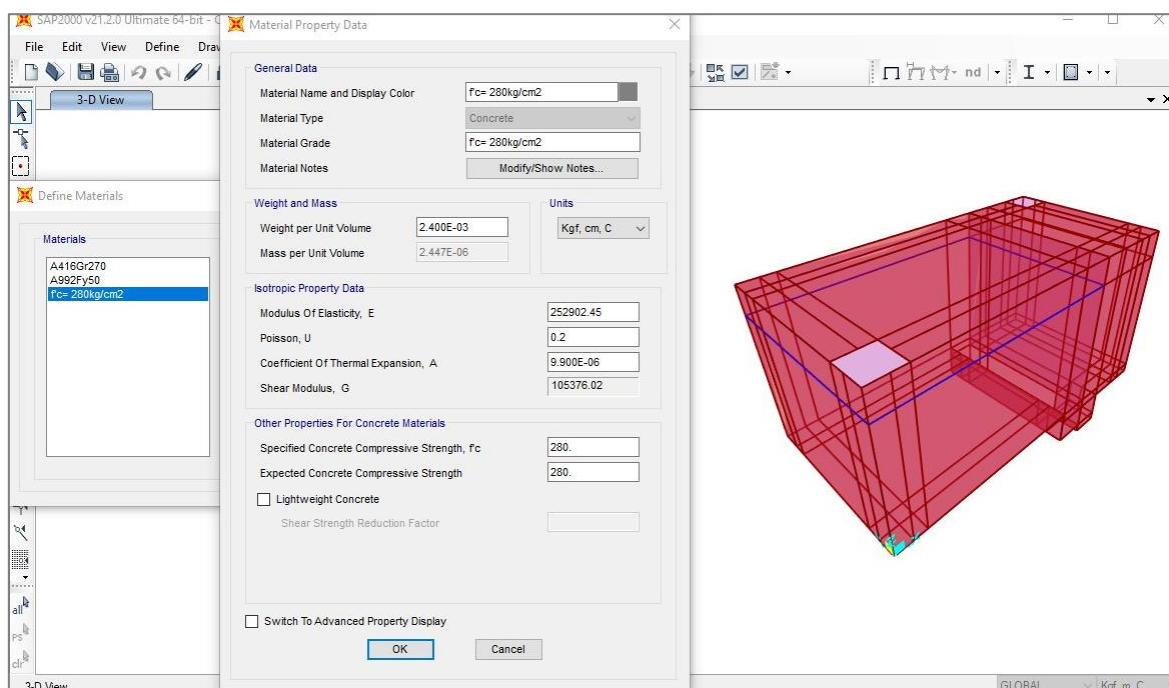 SAP2000 v21.2.0 Ultimate 64-bit -
File Edit View Define
nd
3-D View
Define Materials
Materials
A416Gr270
A992Fy50
f'c= 280kg/cm2
all
PS
clr
Material Property Data
General Data
Material Name and Display Color f'c= 280kg/cm2
Material Type Concrete
Material Grade f'c= 280kg/cm2
Material Notes Modify/Show Notes...
Weight and Mass Units
Weight per Unit Volume 2.400E-03 Kgf, cm, C
Mass per Unit Volume 2.447E-06
Isotropic Property Data
Modulus Of Elasticity, E 252902.45
Poisson, U 0.2
Coefficient Of Thermal Expansion, A 9.900E-06
Shear Modulus, G 105376.02
Other Properties For Concrete Materials
Specified Concrete Compressive Strength, f'c 280.
Expected Concrete Compressive Strength 280.
Lightweight Concrete
Shear Strength Reduction Factor
Switch To Advanced Property Display
OK Cancel
3-D View GLOBAL Kgf, m, C